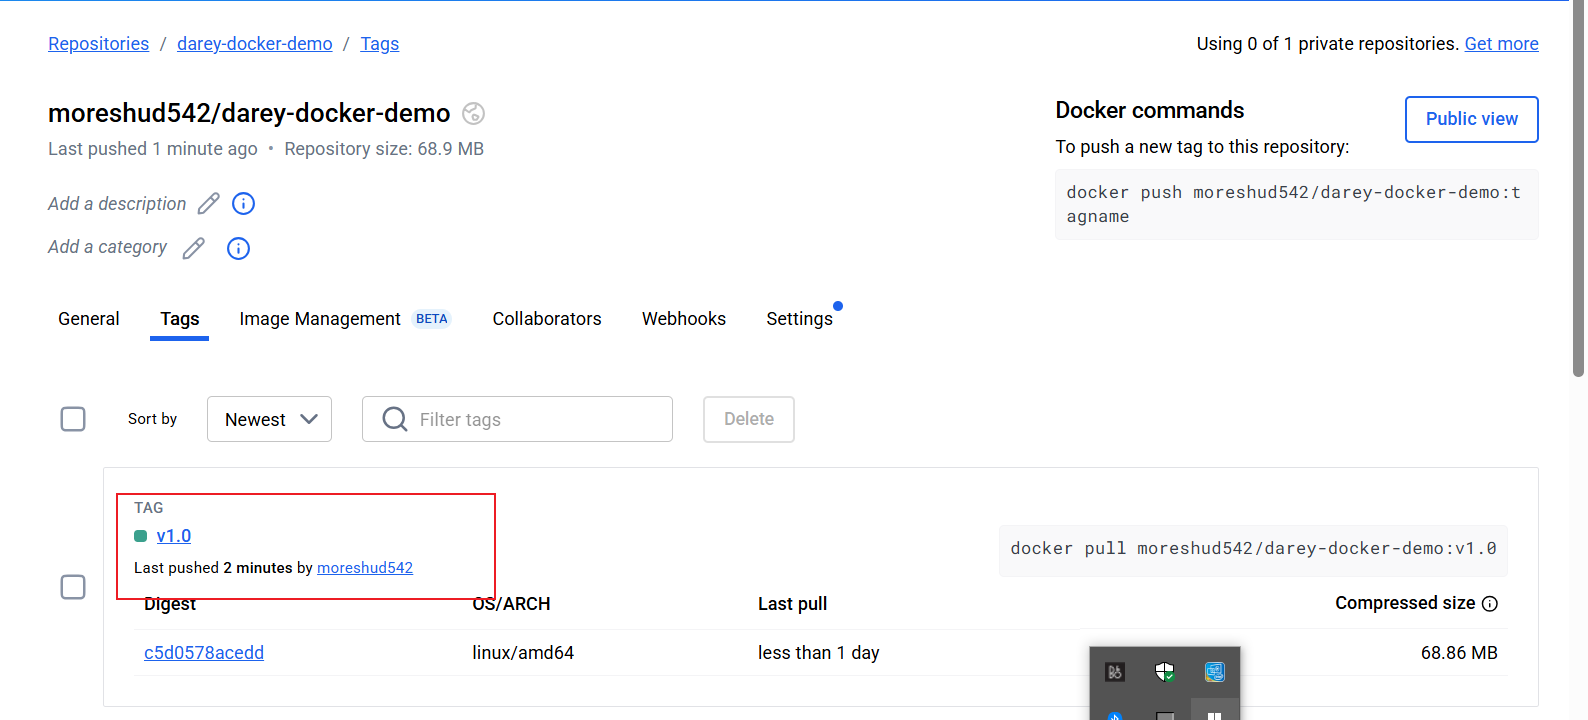 Repositories / darey-docker-demo / Tags
Using 0 of 1 private repositories. Get more
moreshud542/darey-docker-demo
Last pushed 1 minute ago • Repository size: 68.9 MB
Add a description
Add a category
Docker commands
Public view
To push a new tag to this repository:
docker push moreshud542/darey-docker-demo:t
agname
General Tags Image Management BETA Collaborators Webhooks Settings
Sort by Newest Filter tags Delete
TAG
v1.0
Last pushed 2 minutes by moreshud542
docker pull moreshud542/darey-docker-demo:v1.0
Digest OS/ARCH Last pull Compressed size
c5d0578acedd linux/amd64 less than 1 day 68.86 MB